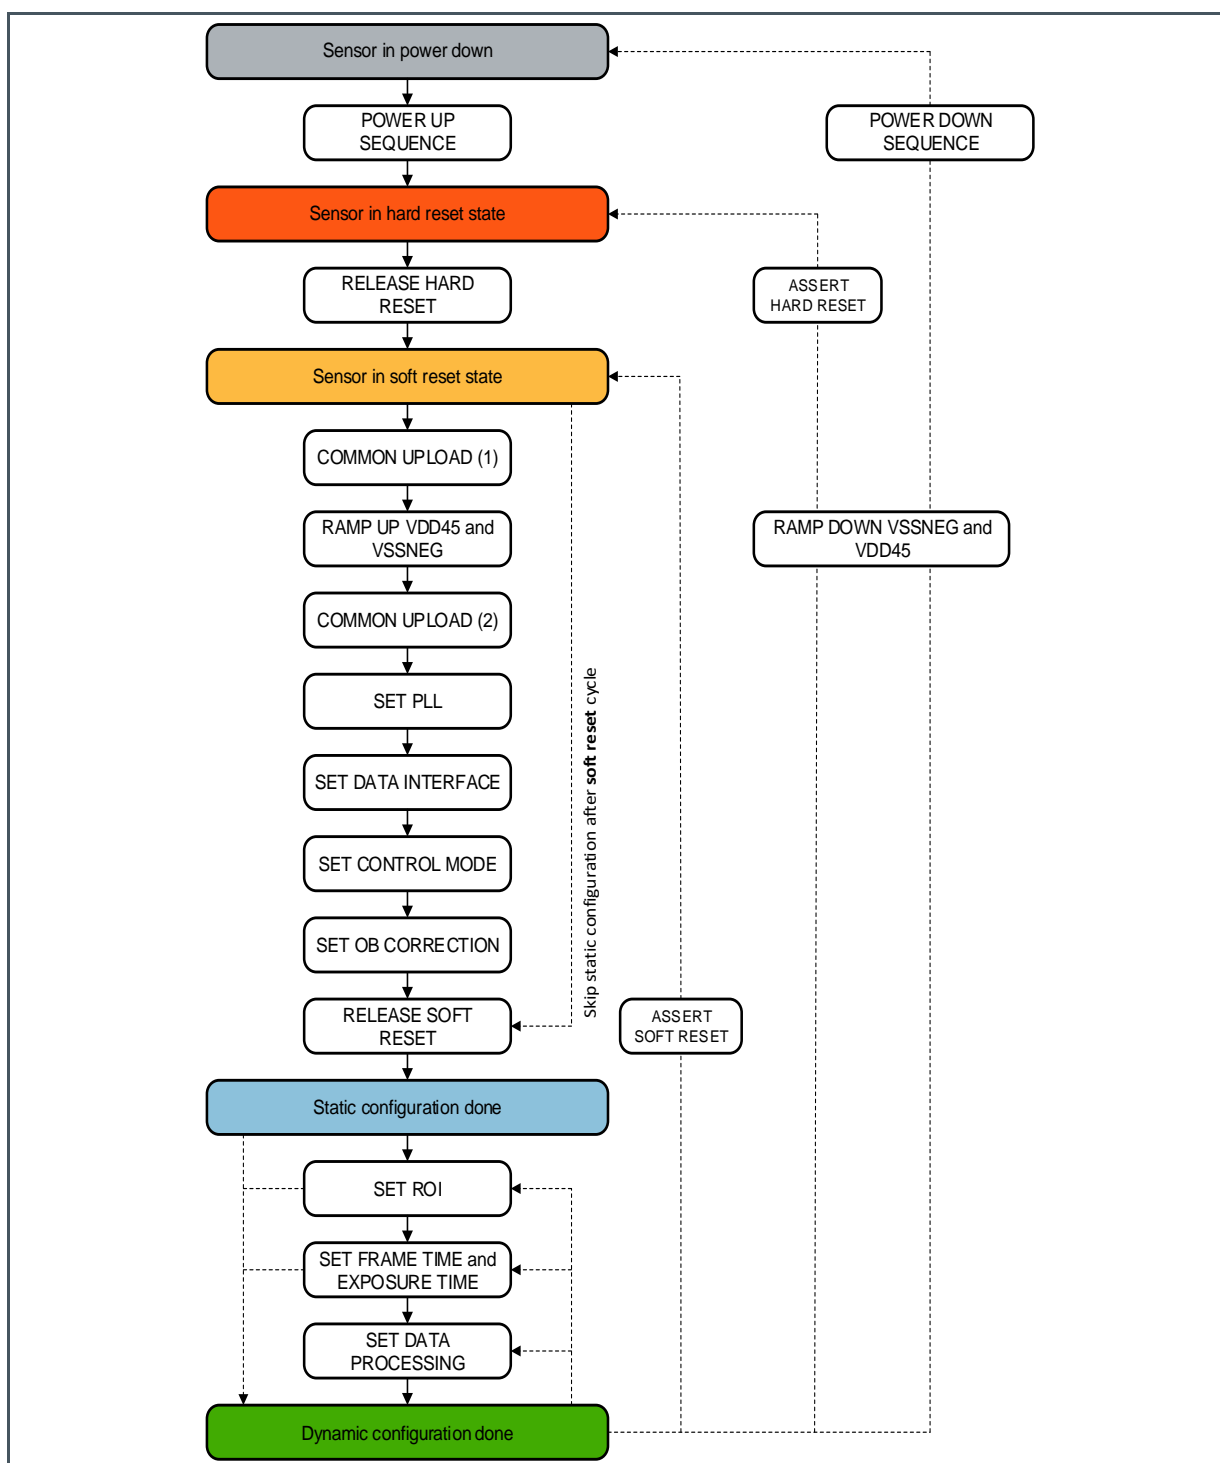 Sensor in power down
POWER UP
SEQUENCE
POWER DOWN
SEQUENCE
Sensor in hard reset state
RELEASE HARD
RESET
ASSERT
HARD RESET
Sensor in soft reset state
COMMON UPLOAD (1)
RAMP UP VDD45 and
VSSNEG
RAMP DOWN VSSNEG and
VDD45
COMMON UPLOAD (2)
SET PLL
SET DATA INTERFACE
SET CONTROL MODE
SET OB CORRECTION
Skip static configuration after soft reset cycle
RELEASE SOFT
RESET
ASSERT
SOFT RESET
Static configuration done
SET ROI
SET FRAME TIME and
EXPOSURE TIME
SET DATA
PROCESSING
Dynamic configuration done